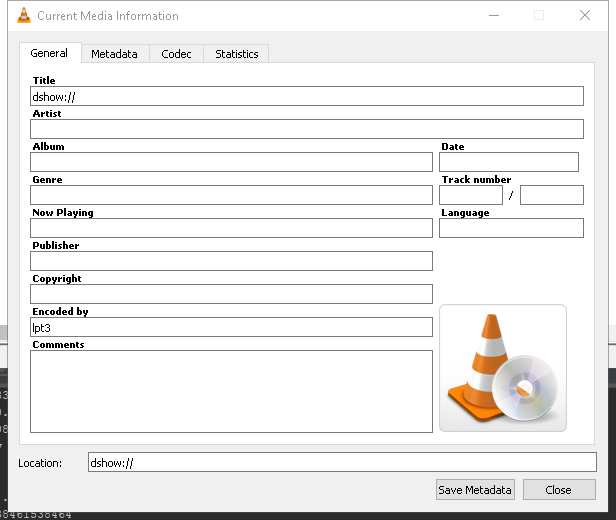 Current Media Information
General Metadata Codec Statistics
Title
dshow://
Artist
Album Date
Genre Track number
/
Now Playing Language
Publisher
Copyright
Encoded by
lpt3
Comments
Location: dshow://
Save Metadata Close
38461538464